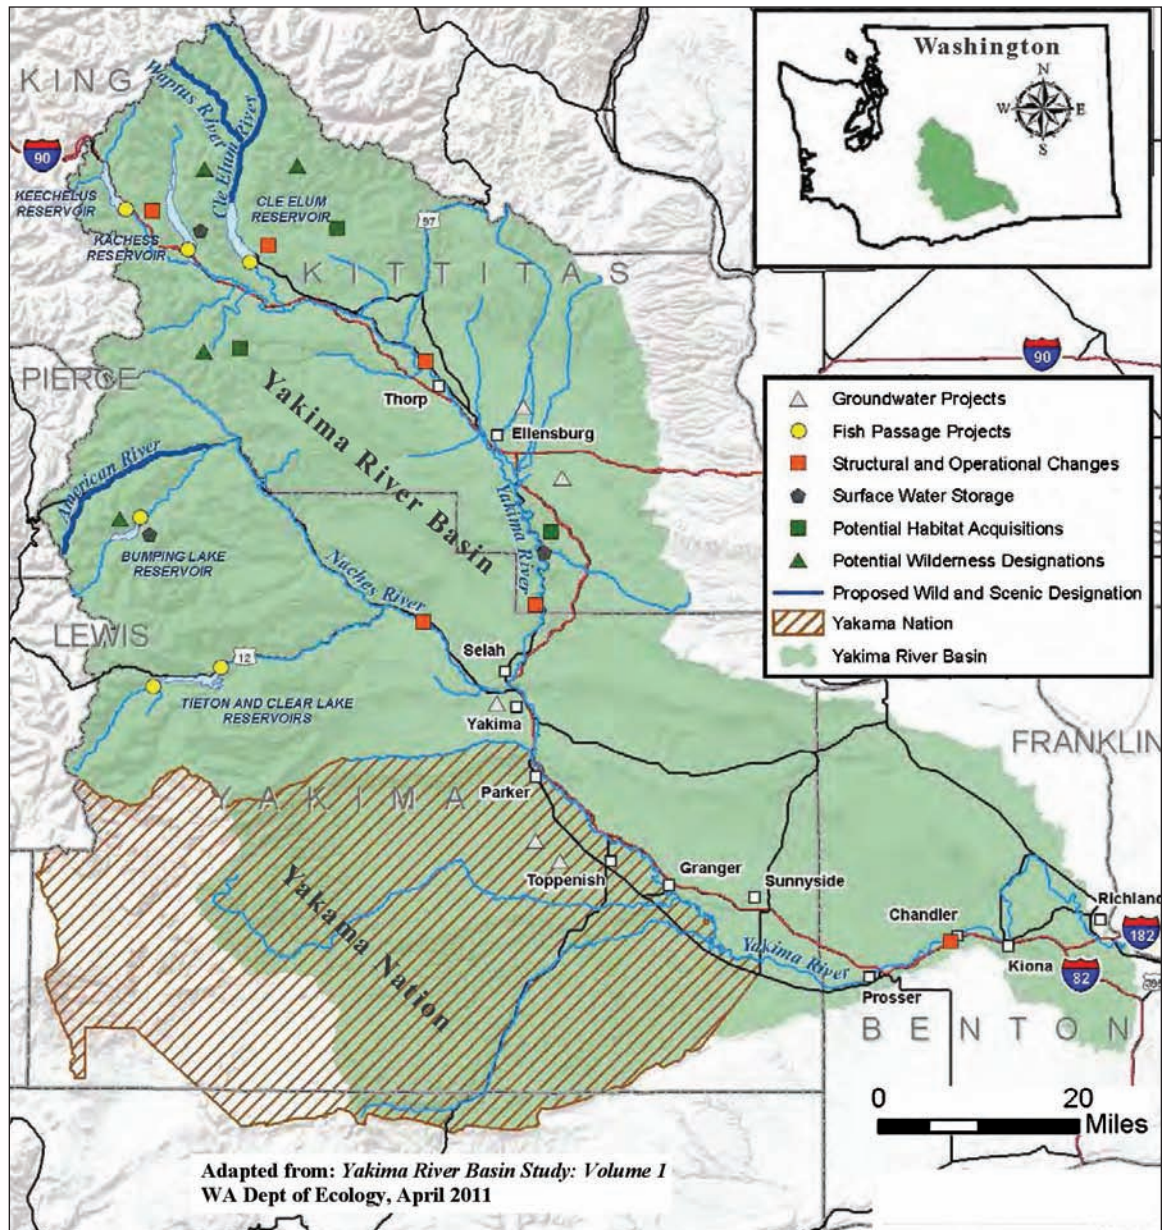 KING
Waptus River
Cle Elum River
90
KEECHELUS
RESERVOIR
KACHESS
RESERVOIR
CLE ELUM
RESERVOIR
97
KITTITAS
Washington
N
W
E
S
90
PIERCE
Thorp
Ellensburg
Yakima River Basin
American River
Yakima River
BUMPING LAKE
RESERVOIR
Naches River
LEWIS
12
Selah
TIETON AND CLEAR LAKE
RESERVOIRS
Yakima
Groundwater Projects
Fish Passage Projects
Structural and Operational Changes
Surface Water Storage
Potential Habitat Acquisitions
Potential Wilderness Designations
Proposed Wild and Scenic Designation
Yakama Nation
Yakima River Basin
FRANKLIN
YAKIMA
Parker
Toppenish
Granger
Sunnyside
Yakama Nation
Yakima River
Chandler
Richland
182
Kiona
82
Prosser
BENTON
0 20
Miles
Adapted from: Yakima River Basin Study: Volume 1
WA Dept of Ecology, April 2011